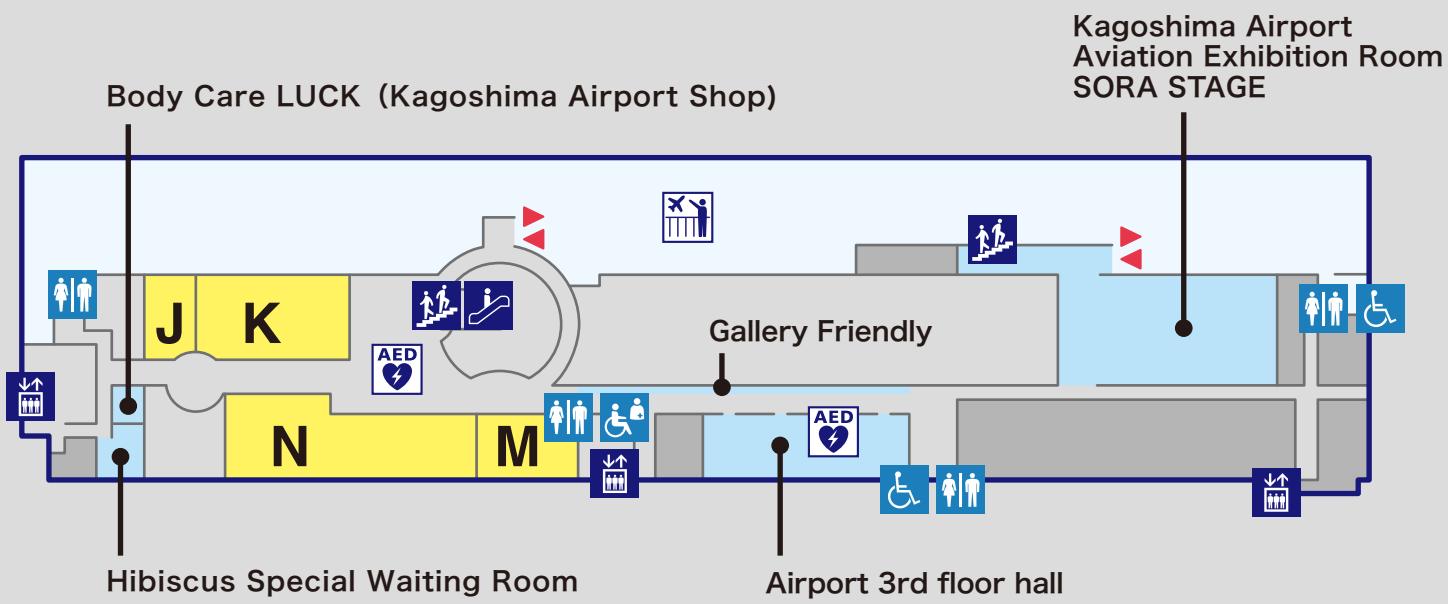 Kagoshima Airport
Aviation Exhibition Room
SORA STAGE
Body Care LUCK (Kagoshima Airport Shop)
J
K
AED
Gallery Friendly
AED
N
M
Hibiscus Special Waiting Room
Airport 3rd floor hall